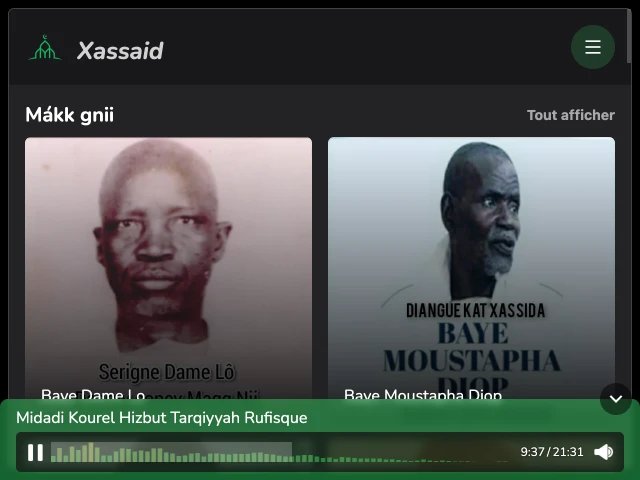 Xassaid
Mákk gnii
Tout afficher
Serigne Dame Lô
Baye Dame Lo
DIANGUE KAT XASSIDA
BAYE
MOUSTAPHA
DIOP
Baye Moustapha Diop
Midadi Kourel Hizbut Tarqiyyah Rufisque
9:37/21:31